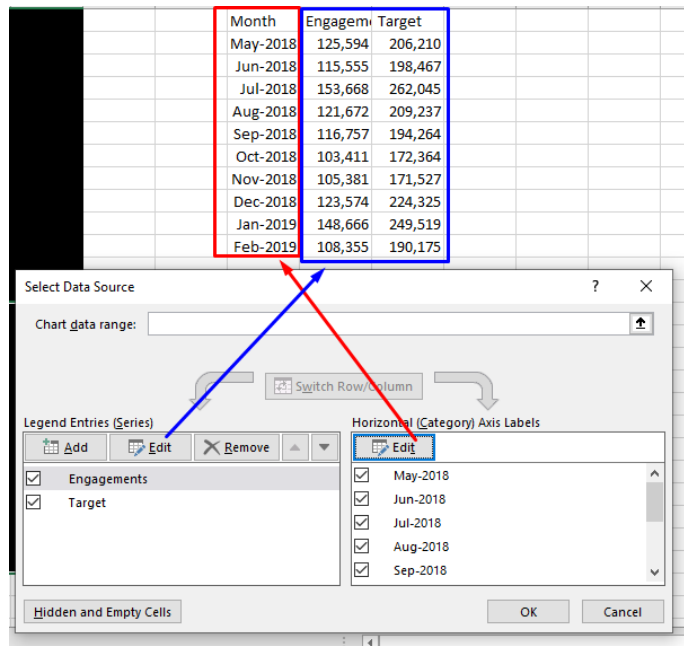 Month Engagem Target
May-2018 125,594 206,210
Jun-2018 115,555 198,467
Jul-2018 153,668 262,045
Aug-2018 121,672 209,237
Sep-2018 116,757 194,264
Oct-2018 103,411 172,364
Nov-2018 105,381 171,527
Dec-2018 123,574 224,325
Jan-2019 148,666 249,519
Feb-2019 108,355 190,175
Select Data Source ?
Chart data range:
Switch Row/Column
Legend Entries (Series) Horizontal (Category) Axis Labels
Add Edit Remove Edit
Engagements May-2018
Target Jun-2018
Jul-2018
Aug-2018
Sep-2018
Hidden and Empty Cells OK Cancel